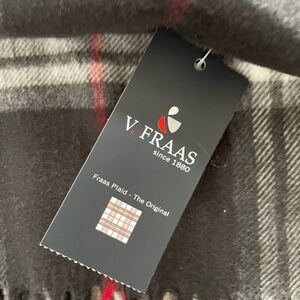 V. FRAAS
since 1880
Fraas Plaid - The Original